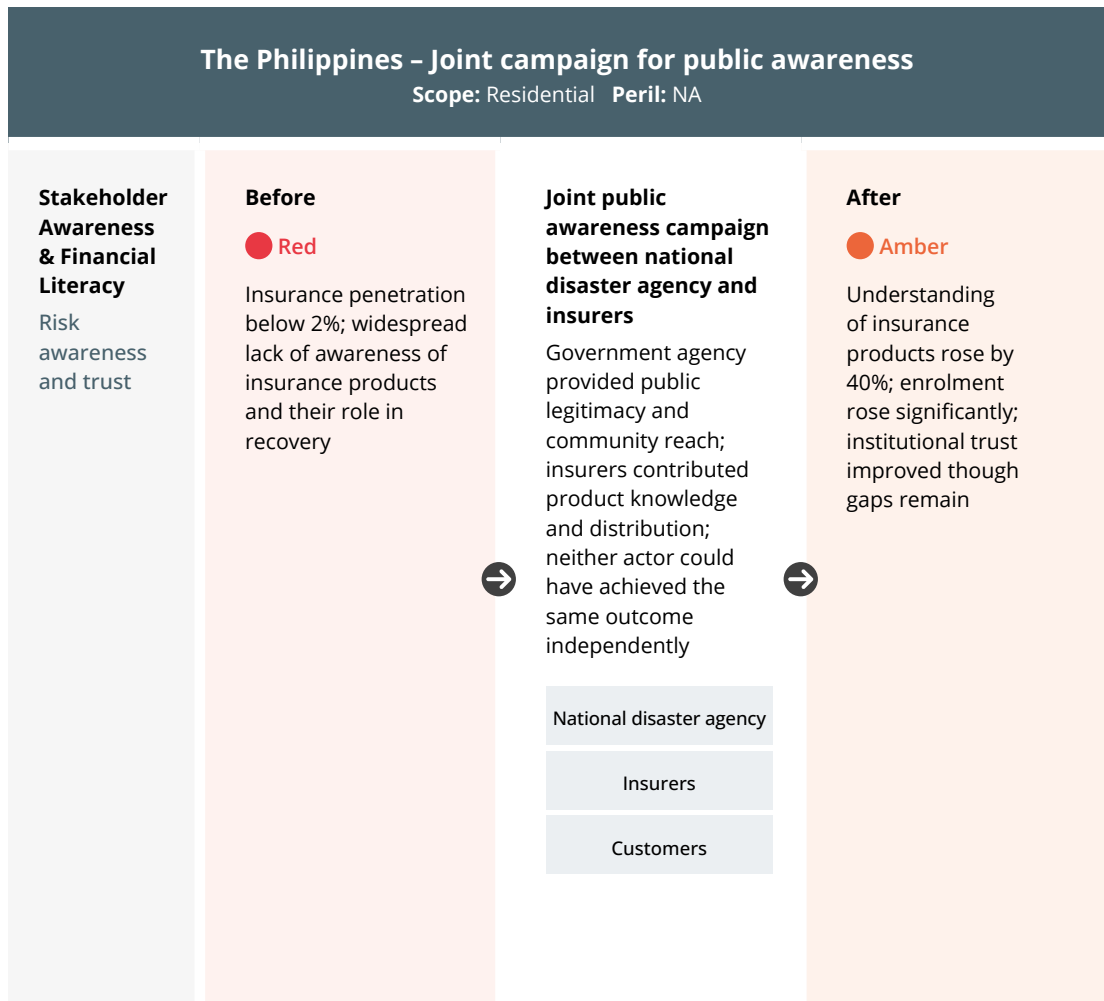 The Philippines – Joint campaign for public awareness
Scope: Residential Peril: NA
Stakeholder
Awareness
& Financial
Literacy
Risk
awareness
and trust
Before
Red
Insurance penetration
below 2%; widespread
lack of awareness of
insurance products
and their role in
recovery
Joint public
awareness campaign
between national
disaster agency and
insurers
Government agency
provided public
legitimacy and
community reach;
insurers contributed
product knowledge
and distribution;
neither actor could
have achieved the
same outcome
independently
National disaster agency
Insurers
Customers
After
Amber
Understanding
of insurance
products rose by
40%; enrolment
rose significantly;
institutional trust
improved though
gaps remain